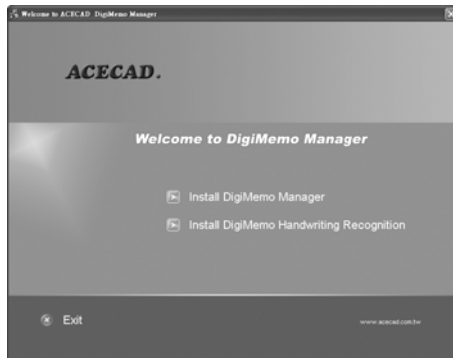 Welcome to ACECAD DigiMemo Manager
ACECAD.
Welcome to DigiMemo Manager
Install DigiMemo Manager
Install DigiMemo Handwriting Recognition
Exit
www.acecad.com.tw